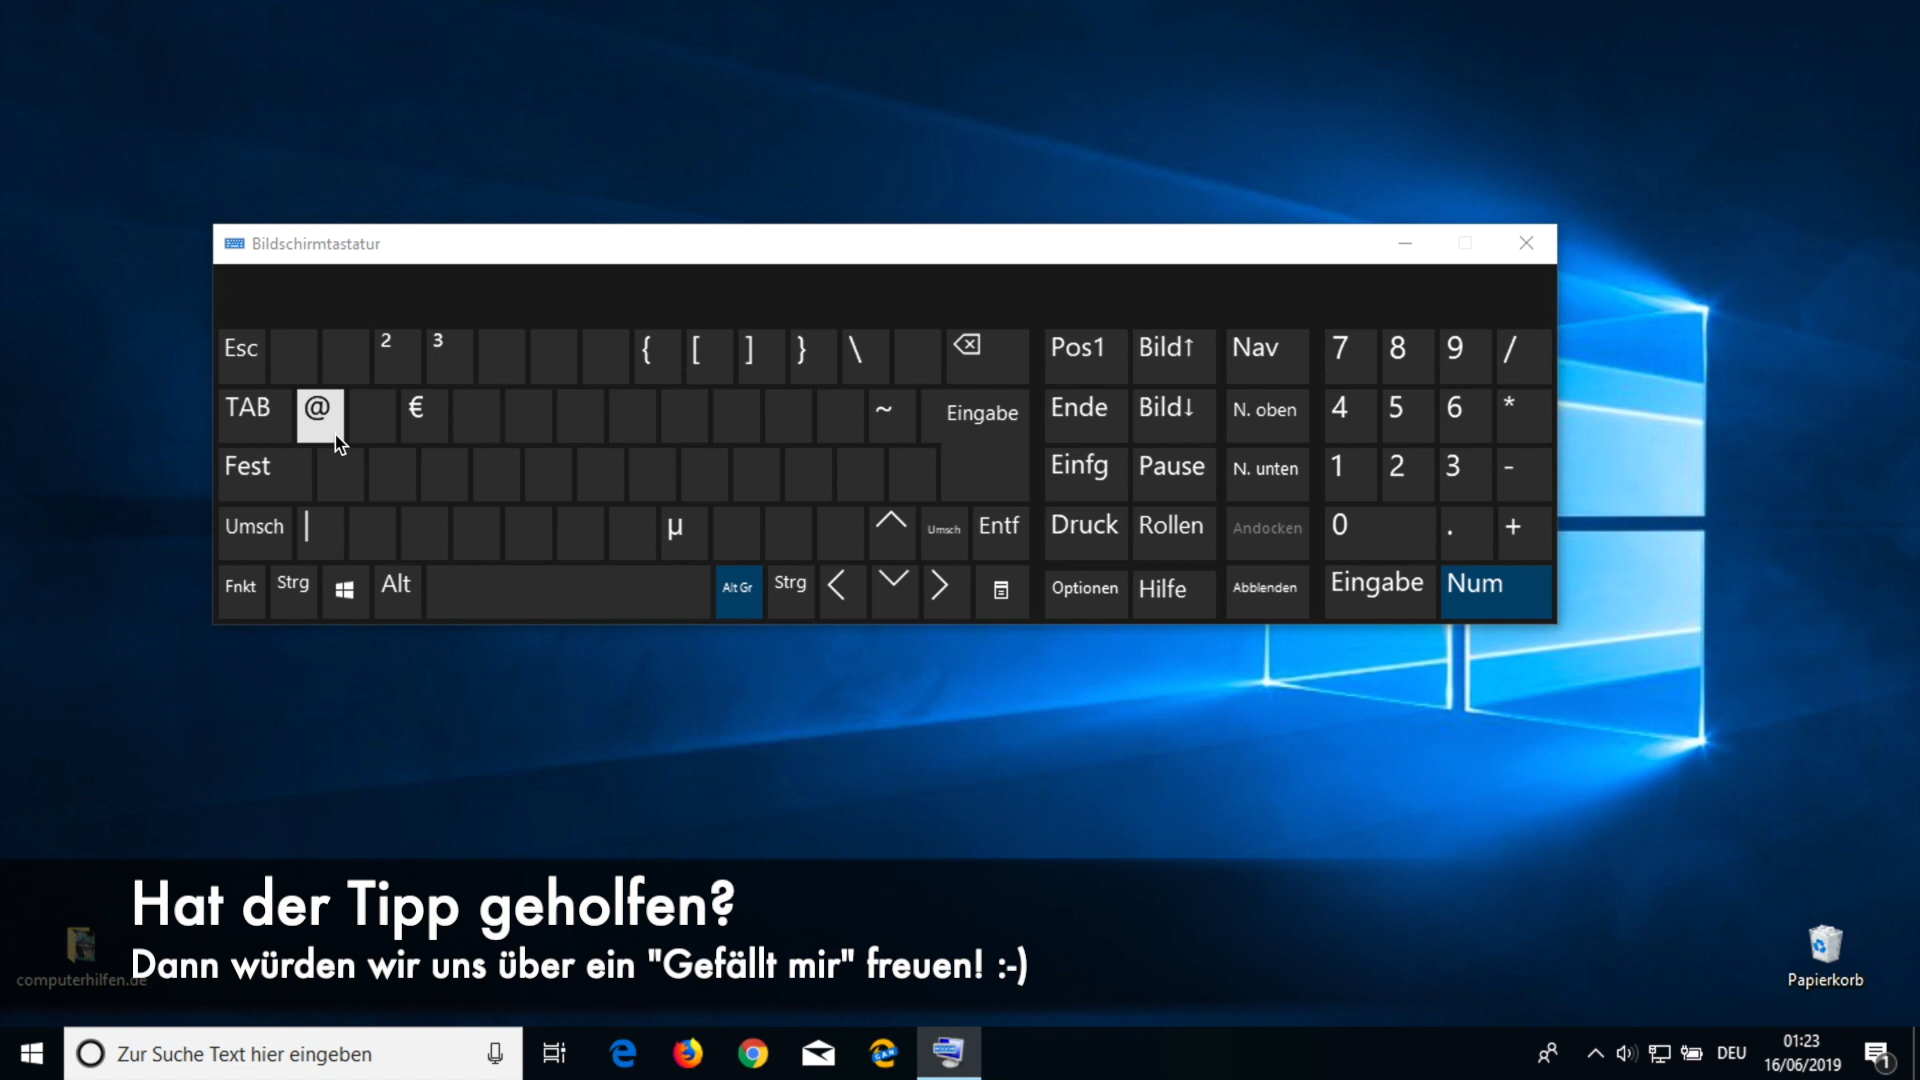 Bildschirmtastatur
Esc 2 3 { [ ] } \ Pos1 Bild↑ Nav 7 8 9 /
TAB @ € ~ Eingabe Ende Bild↓ N. oben 4 5 6 *
Fest Einfg Pause N. unten 1 2 3 -
Umsch | µ Umsch Entf Druck Rollen Andocken 0 . +
Fnkt Strg Alt Alt Gr Strg Optionen Hilfe Abblenden Eingabe Num
Hat der Tipp geholfen?
Dann würden wir uns über ein "Gefällt mir" freuen! :-)
computerhilfen.de
Papierkorb
Zur Suche Text hier eingeben
DEU
01:23
16/06/2019
1